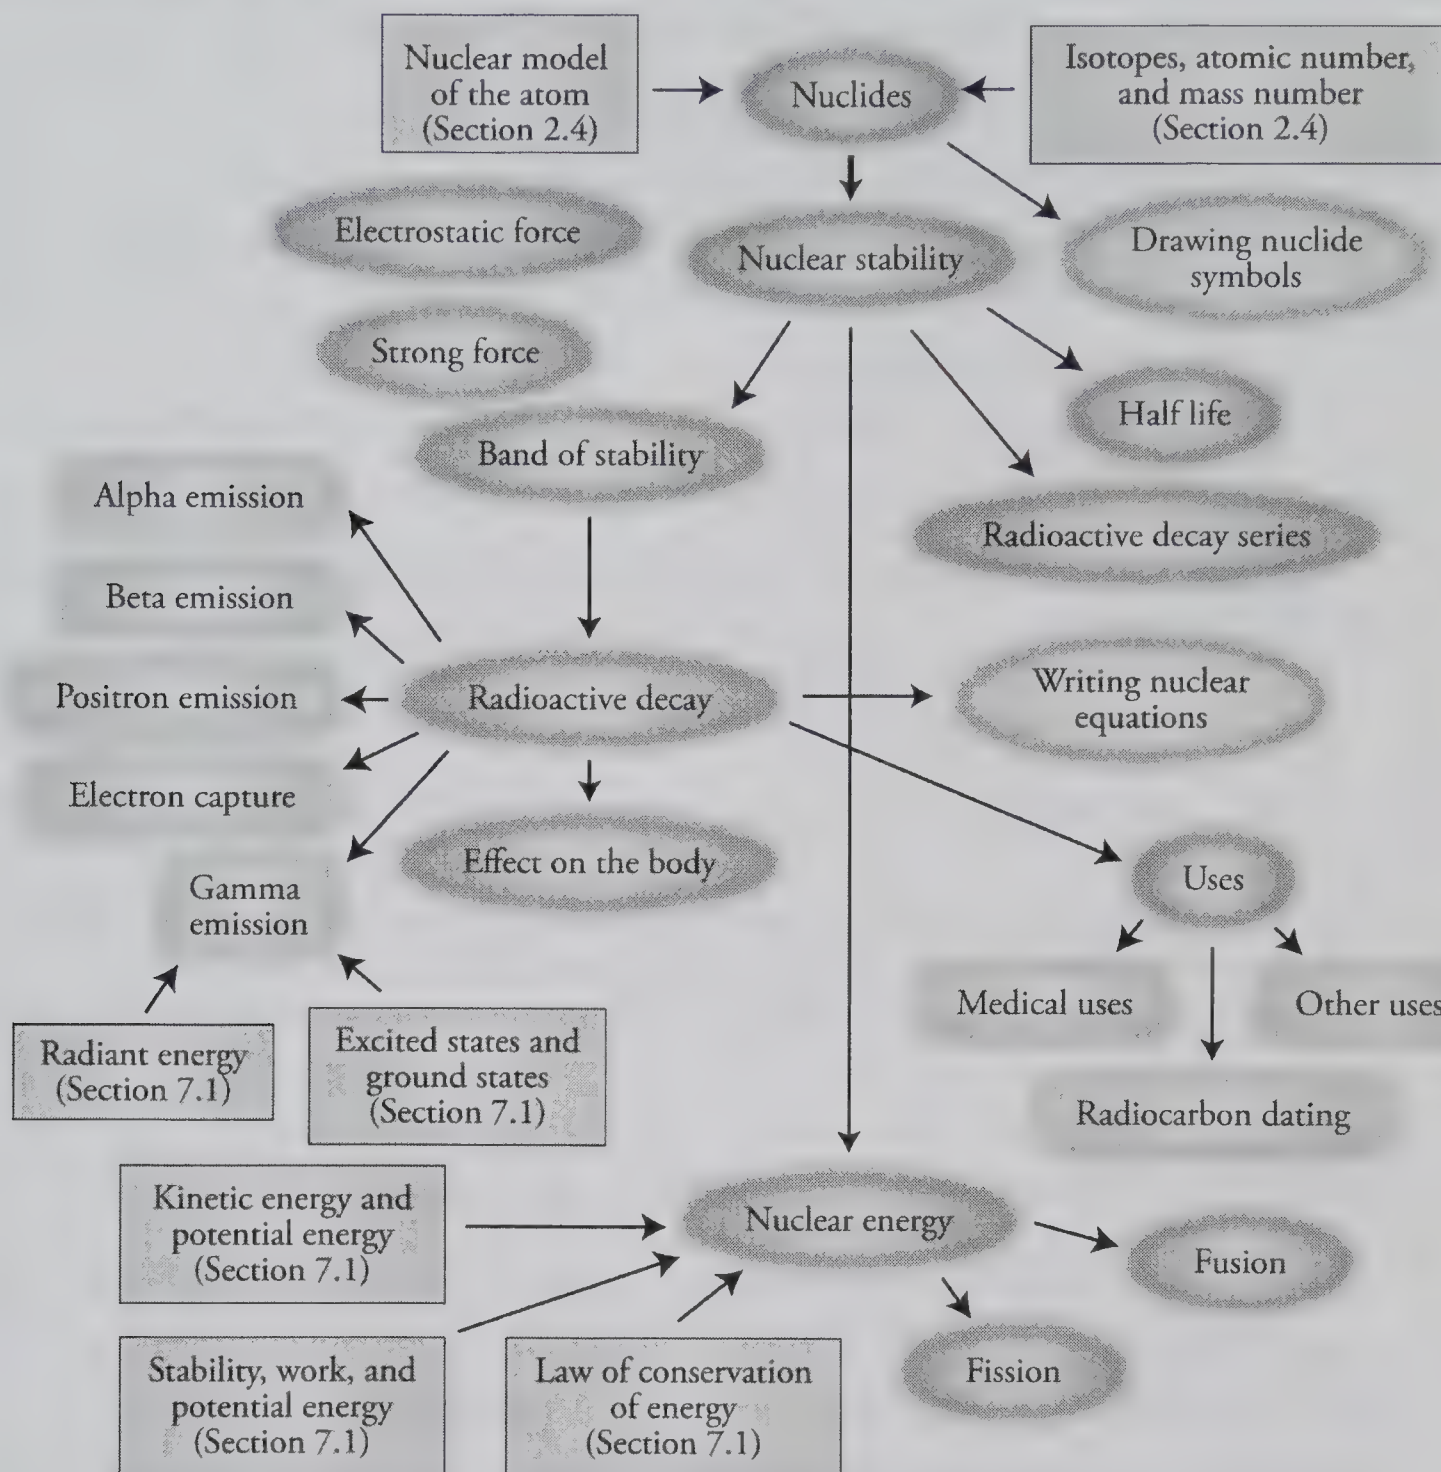 Nuclear model
of the atom
(Section 2.4)
Nuclides
Isotopes, atomic number,
and mass number
(Section 2.4)
Electrostatic force
Nuclear stability
Drawing nuclide
symbols
Strong force
Half life
Band of stability
Alpha emission
Radioactive decay series
Beta emission
Positron emission
Radioactive decay
Writing nuclear
equations
Electron capture
Effect on the body
Uses
Gamma
emission
Medical uses
Other uses
Radiant energy
(Section 7.1)
Excited states and
ground states
(Section 7.1)
Radiocarbon dating
Kinetic energy and
potential energy
(Section 7.1)
Nuclear energy
Fusion
Stability, work, and
potential energy
(Section 7.1)
Law of conservation
of energy
(Section 7.1)
Fission